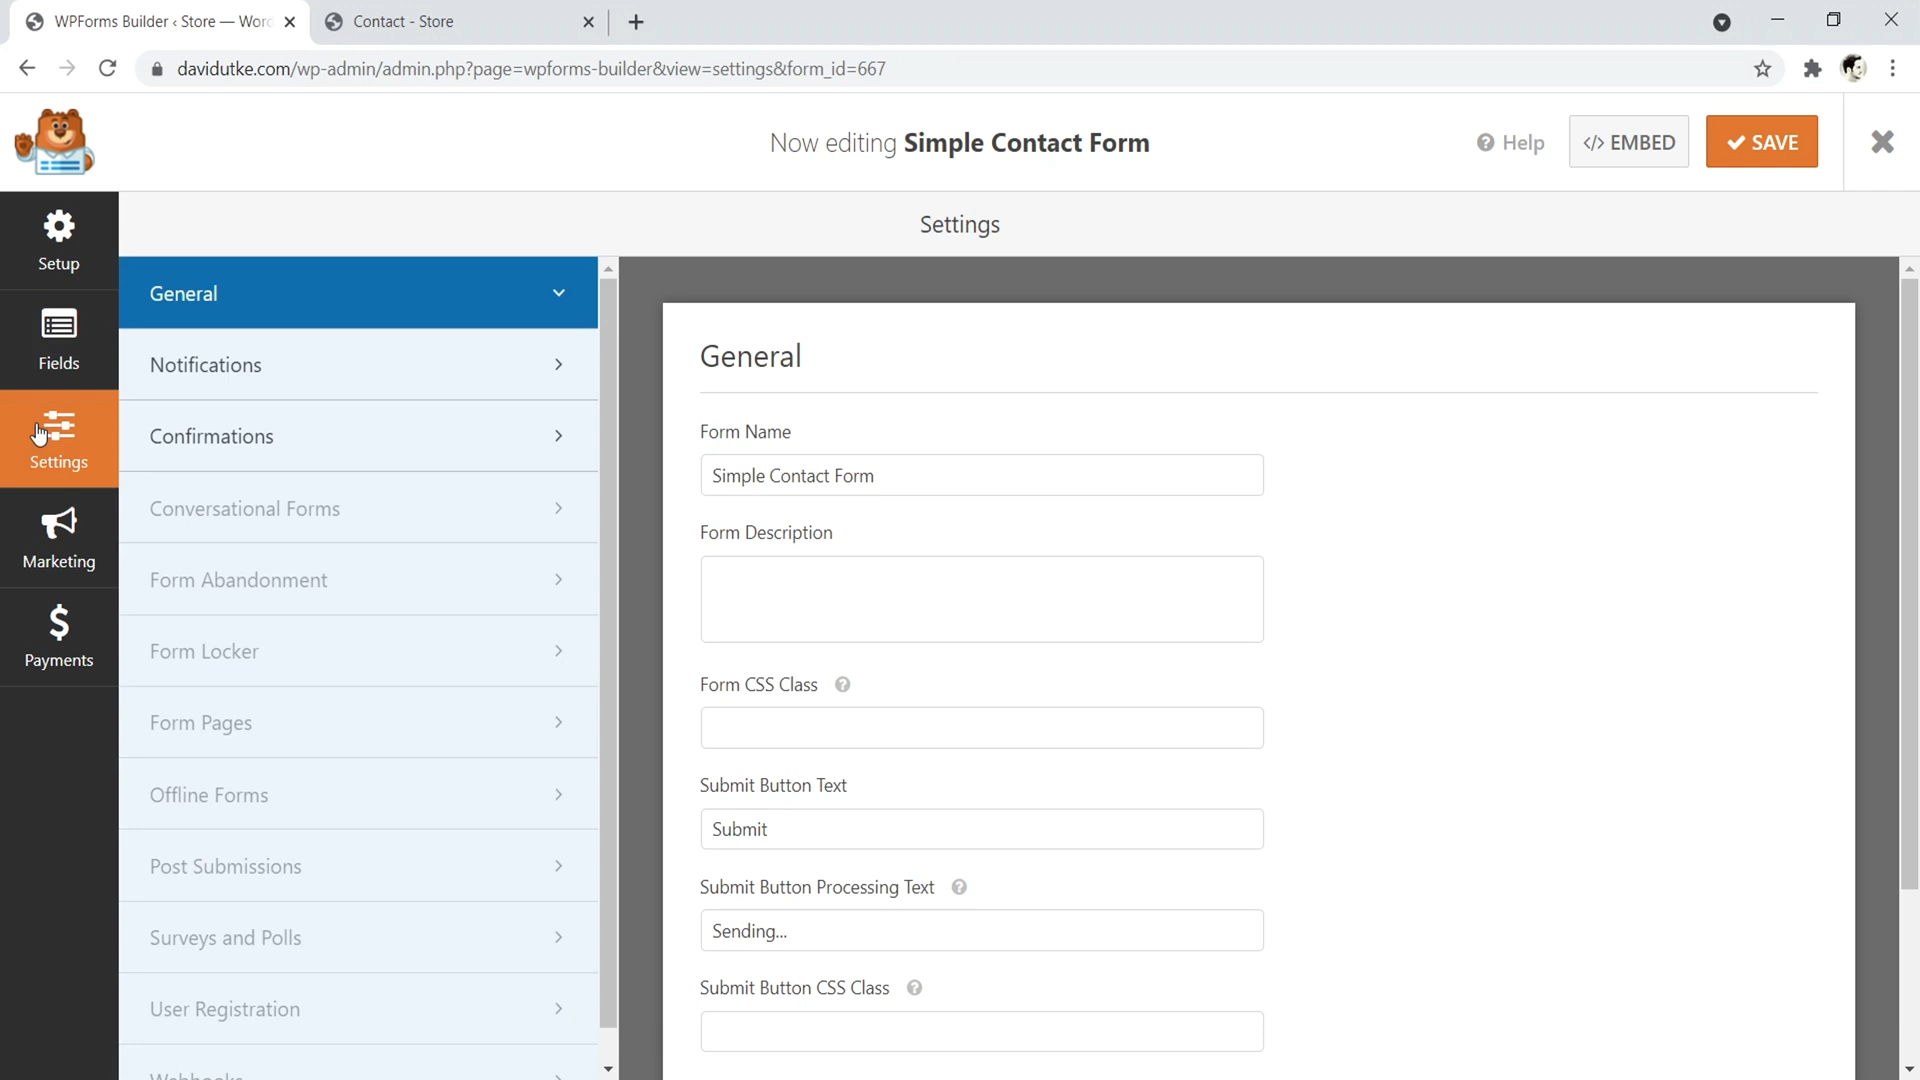 WPForms Builder ‹ Store — Word
Contact - Store
davidutke.com/wp-admin/admin.php?page=wpforms-builder&view=settings&form_id=667
Now editing Simple Contact Form
Help
</> EMBED
SAVE
Settings
Setup
Fields
Settings
Marketing
Payments
General
Notifications
Confirmations
Conversational Forms
Form Abandonment
Form Locker
Form Pages
Offline Forms
Post Submissions
Surveys and Polls
User Registration
Webhooks
General
Form Name
Simple Contact Form
Form Description
Form CSS Class
Submit Button Text
Submit
Submit Button Processing Text
Sending...
Submit Button CSS Class